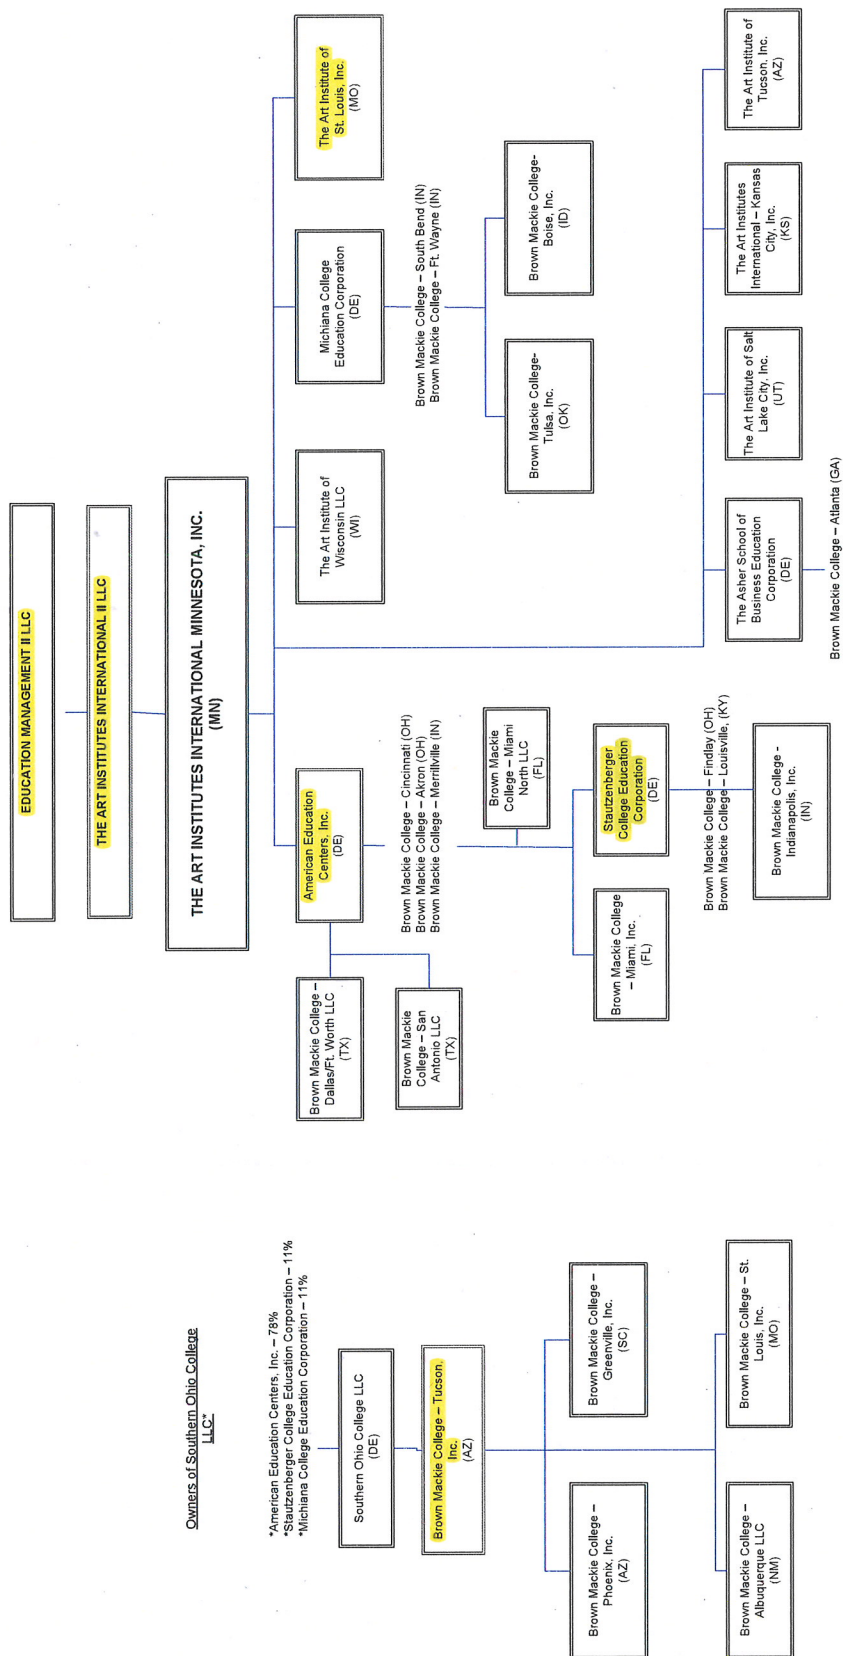 EDUCATION MANAGEMENT II LLC
THE ART INSTITUTES INTERNATIONAL II LLC
THE ART INSTITUTES INTERNATIONAL MINNESOTA, INC.
(MN)
American Education
Centers, Inc.
(DE)
The Art Institute of
Wisconsin LLC
(WI)
Michiana College
Education Corporation
(DE)
The Art Institute of
St. Louis, Inc.
(MO)
Brown Mackie College –
Dallas/Ft. Worth LLC
(TX)
Brown Mackie
College – San
Antonio LLC
(TX)
Brown Mackie College – Cincinnati (OH)
Brown Mackie College – Akron (OH)
Brown Mackie College – Merrillville (IN)
Brown Mackie College – South Bend (IN)
Brown Mackie College – Ft. Wayne (IN)
Brown Mackie
College – Miami
North LLC
(FL)
Brown Mackie College-
Tulsa, Inc.
(OK)
Brown Mackie College-
Boise, Inc.
(ID)
Brown Mackie College
– Miami, Inc.
(FL)
Stautzenberger
College Education
Corporation
(DE)
Brown Mackie College – Findlay (OH)
Brown Mackie College – Louisville, (KY)
Brown Mackie College -
Indianapolis, Inc.
(IN)
The Asher School of
Business Education
Corporation
(DE)
The Art Institute of Salt
Lake City, Inc.
(UT)
The Art Institutes
International – Kansas
City, Inc.
(KS)
The Art Institute of
Tucson, Inc.
(AZ)
Brown Mackie College – Atlanta (GA)
Owners of Southern Ohio College
LLC*
*American Education Centers, Inc. – 78%
*Stautzenberger College Education Corporation – 11%
*Michiana College Education Corporation – 11%
Southern Ohio College LLC
(DE)
Brown Mackie College – Tucson,
Inc.
(AZ)
Brown Mackie College –
Phoenix, Inc.
(AZ)
Brown Mackie College –
Greenville, Inc.
(SC)
Brown Mackie College –
Albuquerque LLC
(NM)
Brown Mackie College – St.
Louis, Inc.
(MO)